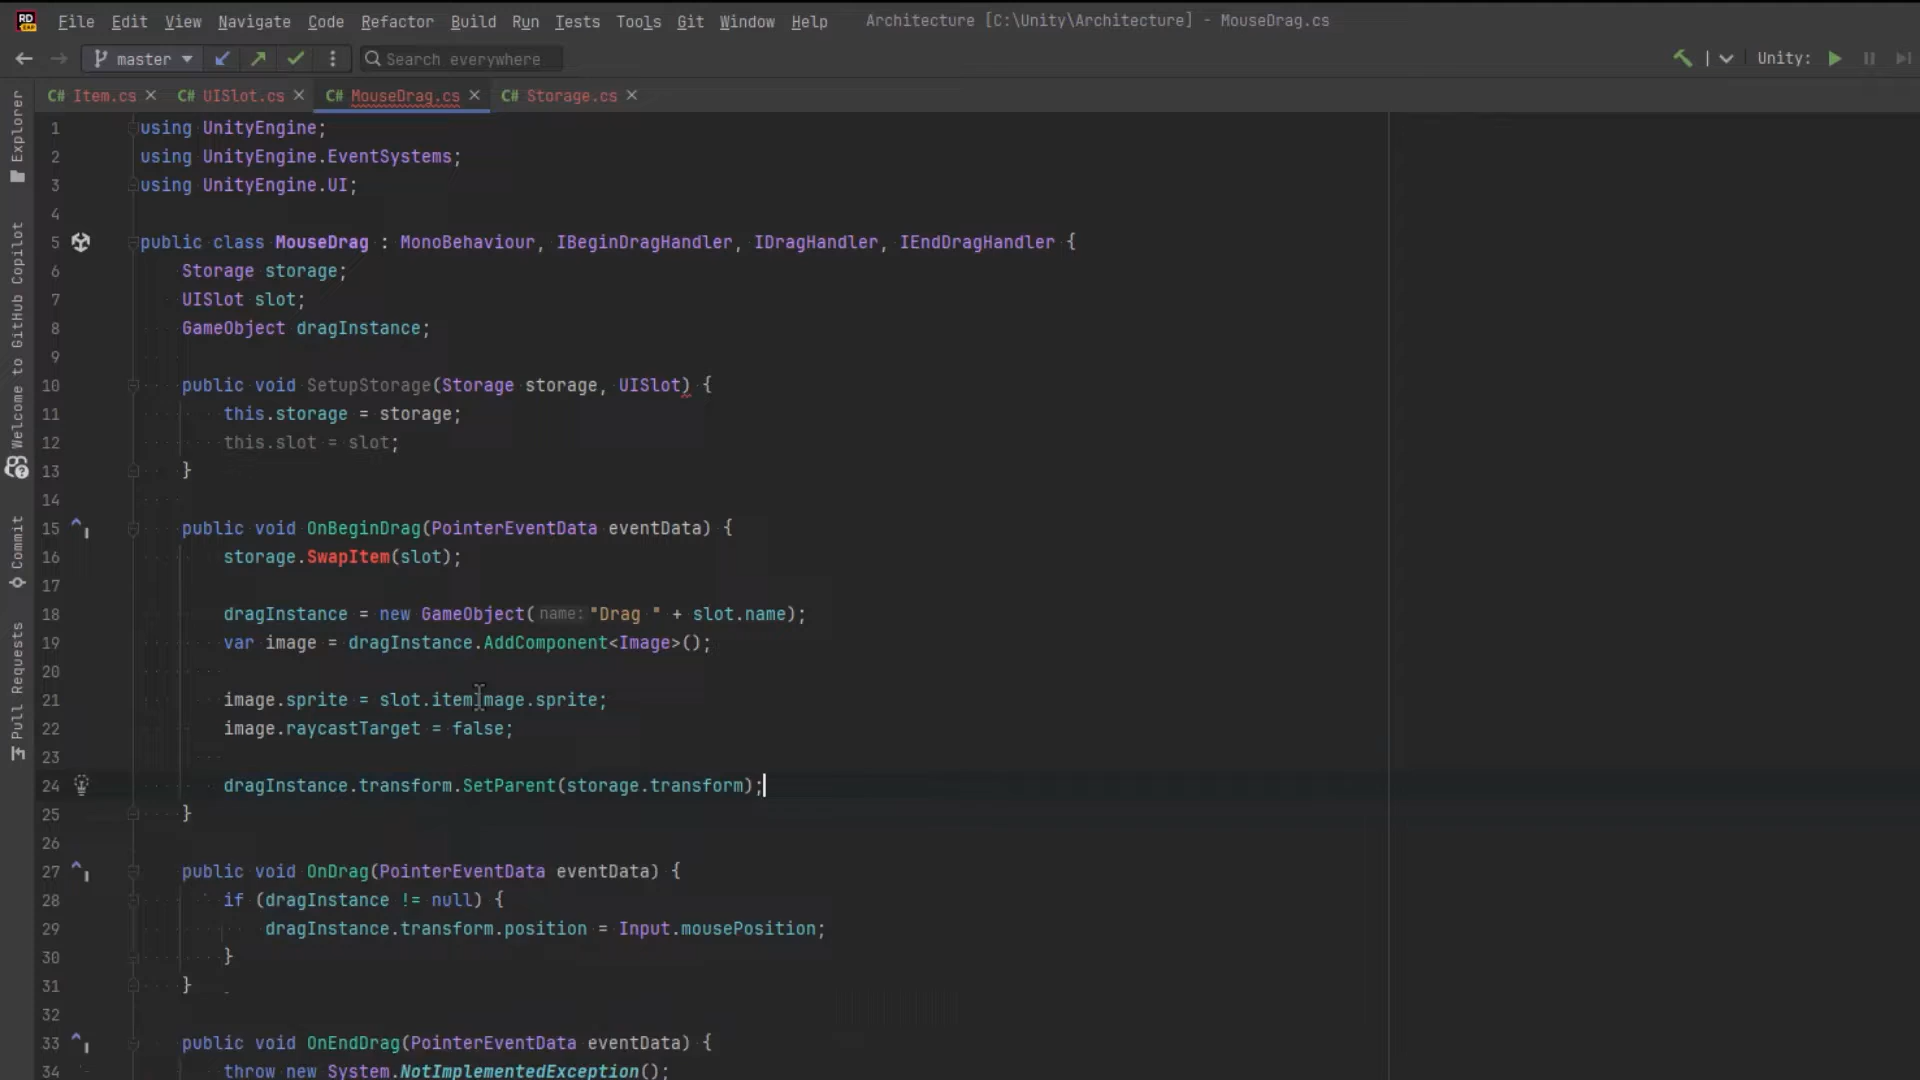 RD
File Edit View Navigate Code Refactor Build Run Tests Tools Git Window Help Architecture [C:\Unity\Architecture] - MouseDrag.cs
master Search everywhere Unity:
C# Item.cs C# UISlot.cs C# MouseDrag.cs C# Storage.cs
Explorer
Welcome to GitHub Copilot
Commit
Pull Requests
1 using UnityEngine;
2 using UnityEngine.EventSystems;
3 using UnityEngine.UI;
4
5 public class MouseDrag : MonoBehaviour, IBeginDragHandler, IDragHandler, IEndDragHandler {
6 Storage storage;
7 UISlot slot;
8 GameObject dragInstance;
9
10 public void SetupStorage(Storage storage, UISlot) {
11 this.storage = storage;
12 this.slot = slot;
13 }
14
15 public void OnBeginDrag(PointerEventData eventData) {
16 storage.SwapItem(slot);
17
18 dragInstance = new GameObject( name: "Drag " + slot.name);
19 var image = dragInstance.AddComponent<Image>();
20
21 image.sprite = slot.itemImage.sprite;
22 image.raycastTarget = false;
23
24 dragInstance.transform.SetParent(storage.transform);
25 }
26
27 public void OnDrag(PointerEventData eventData) {
28 if (dragInstance != null) {
29 dragInstance.transform.position = Input.mousePosition;
30 }
31 }
32
33 public void OnEndDrag(PointerEventData eventData) {
34 throw new System.NotImplementedException();